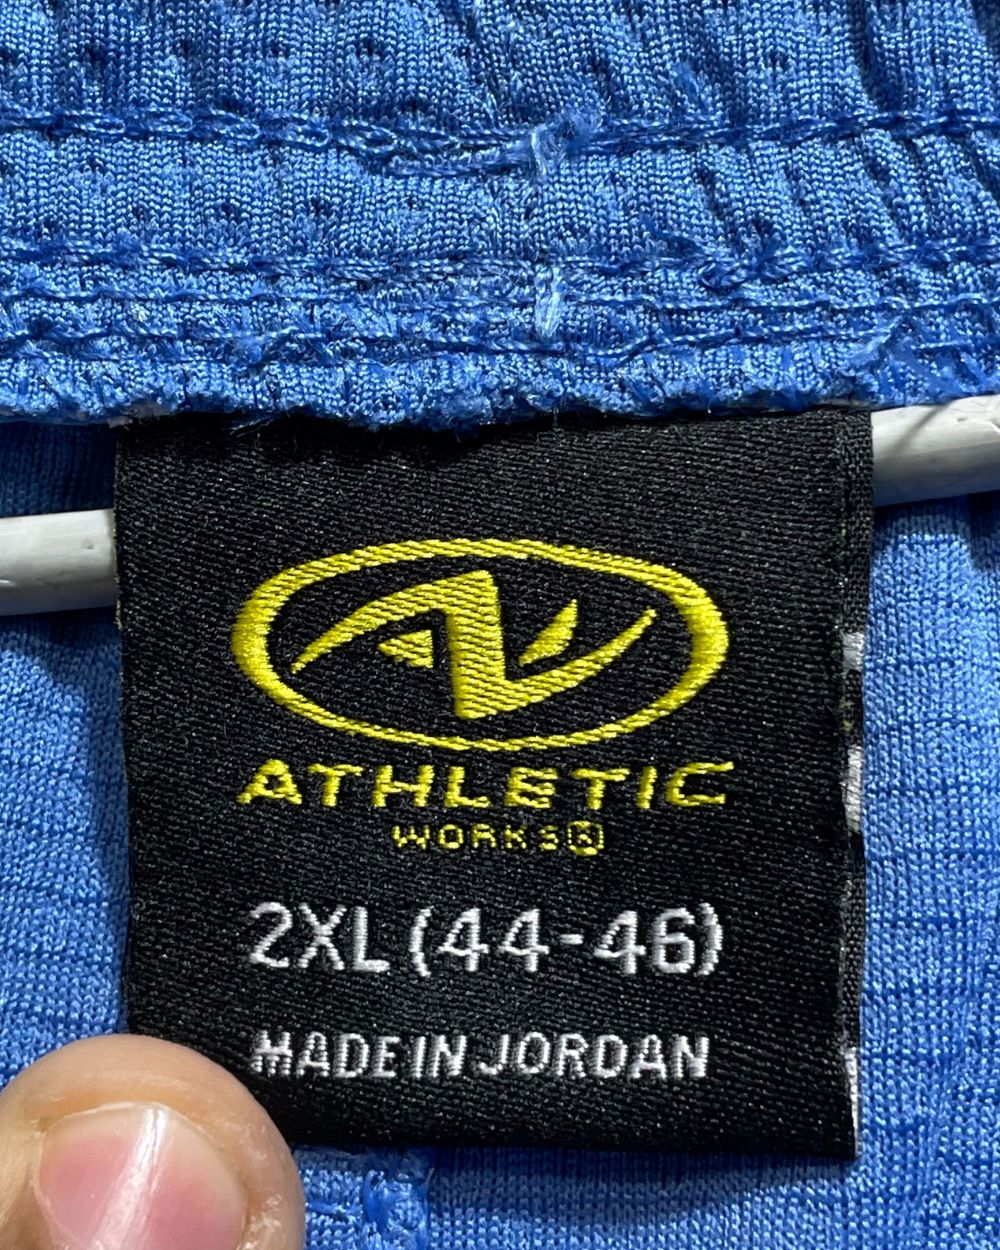 ATHLETIC
WORKS®
2XL (44-46)
MADE IN JORDAN